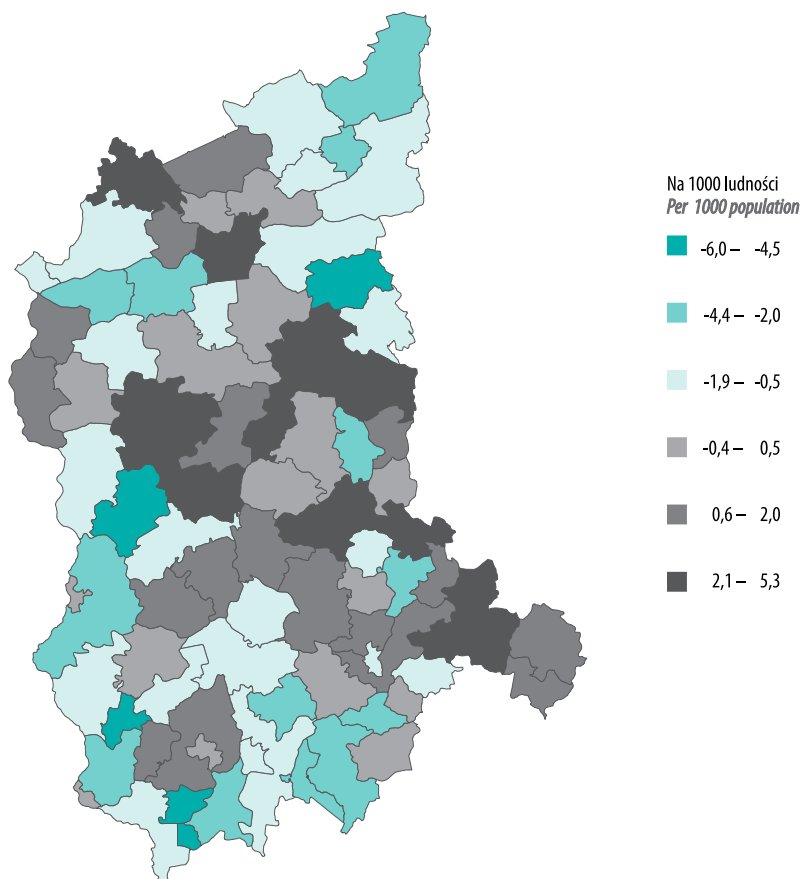 Na 1000 ludności
Per 1000 population
-6,0 – -4,5
-4,4 – -2,0
-1,9 – -0,5
-0,4 – 0,5
0,6 – 2,0
2,1 – 5,3